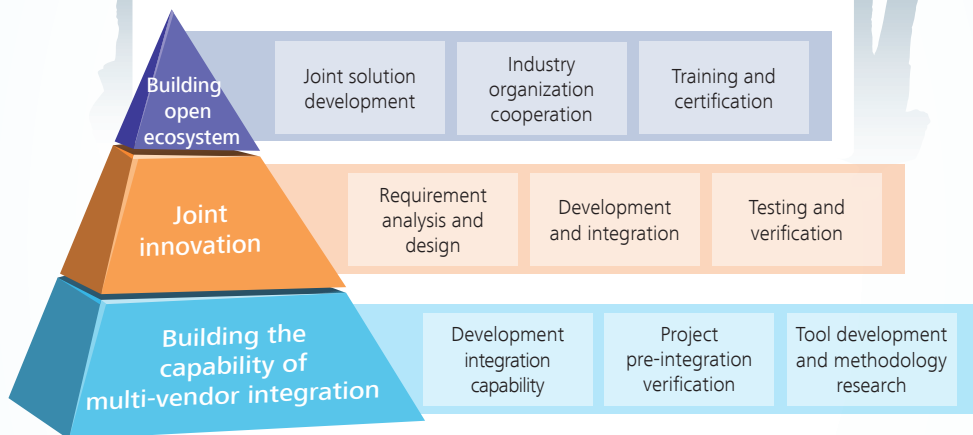 Building
open
ecosystem
Joint solution
development
Industry
organization
cooperation
Training and
certification
Joint
innovation
Requirement
analysis and
design
Development
and integration
Testing and
verification
Building the
capability of
multi-vendor integration
Development
integration
capability
Project
pre-integration
verification
Tool development
and methodology
research